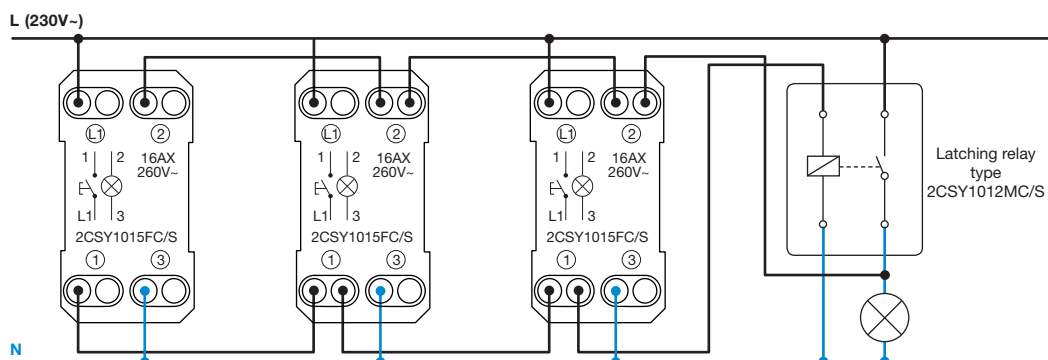 L (230V~)
L1 2
1 2 16AX
260V~
L1 3
2CSY1015FC/S
1 3
L1 2
1 2 16AX
260V~
L1 3
2CSY1015FC/S
1 3
L1 2
1 2 16AX
260V~
L1 3
2CSY1015FC/S
1 3
Latching relay
type
2CSY1012MC/S
N